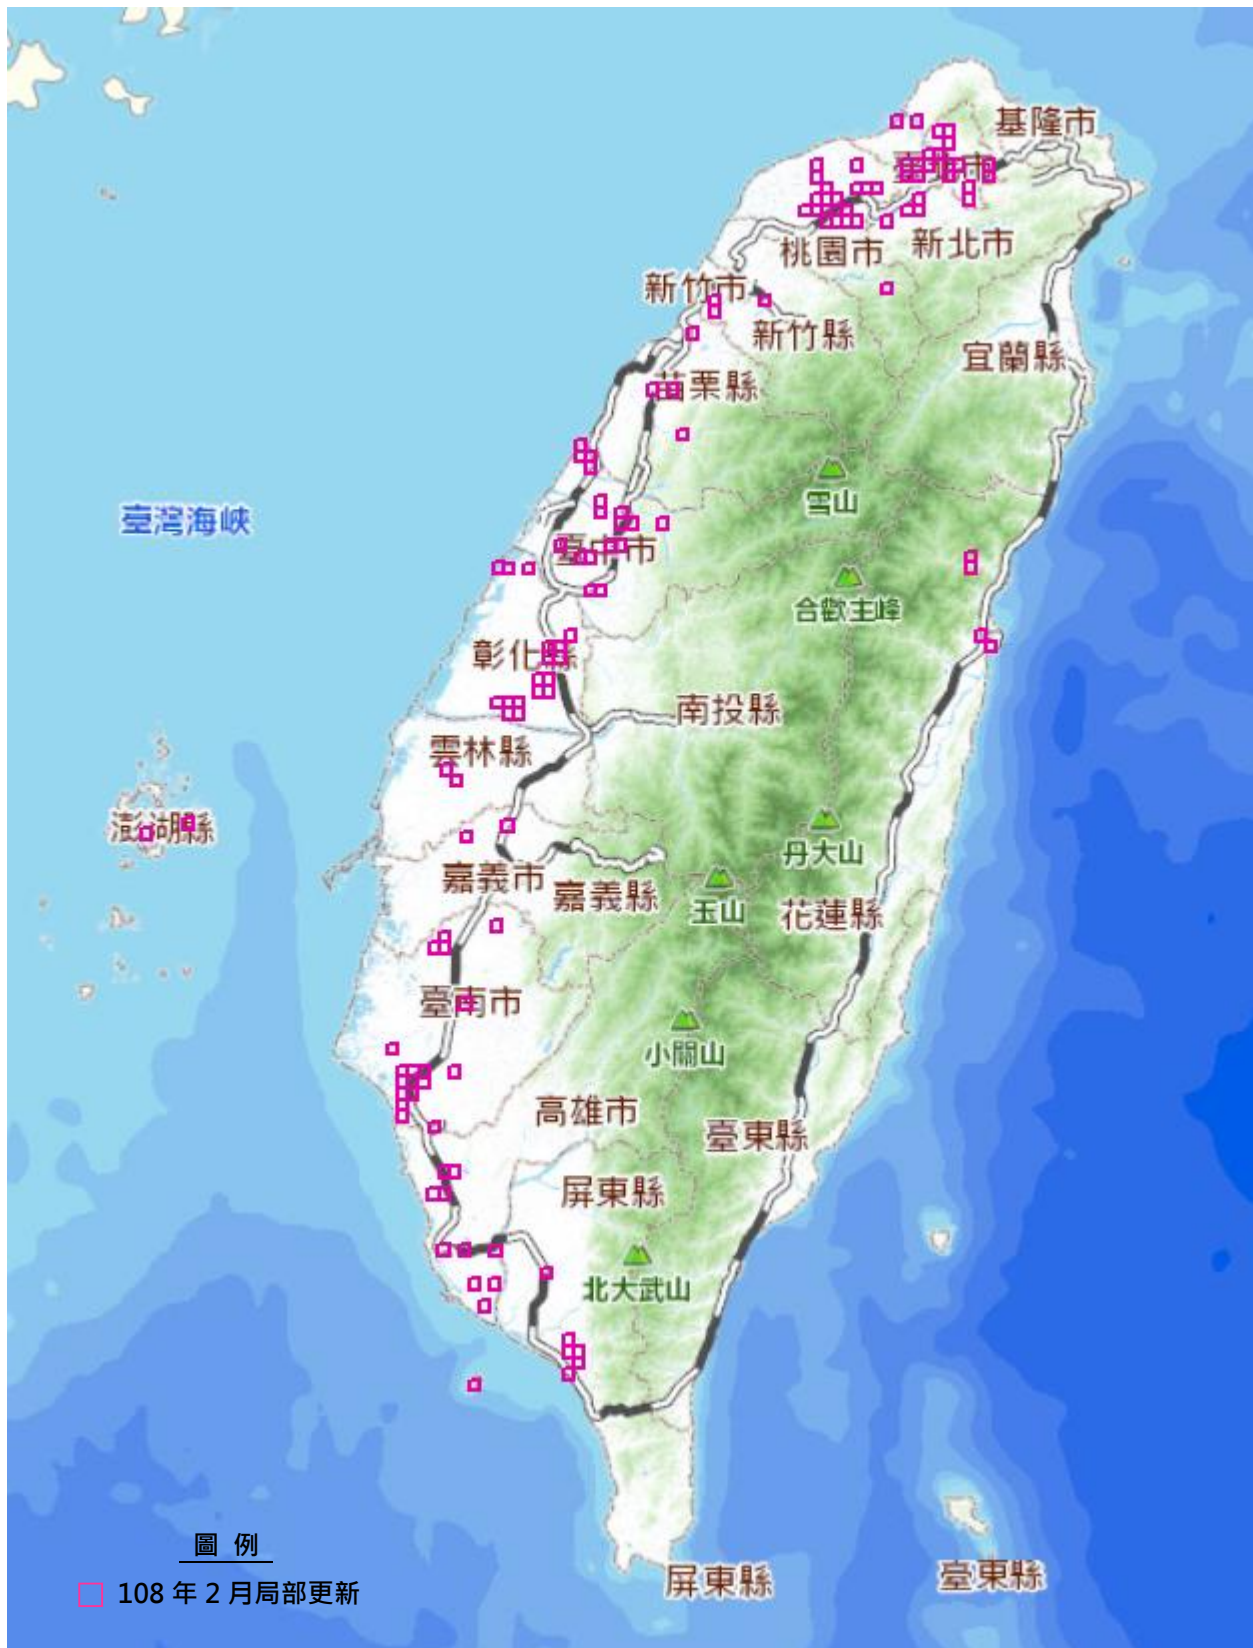 基隆市
臺北市
新北市
桃園市
新竹市
新竹縣
宜蘭縣
苗栗縣
雪山
臺灣海峽
臺中市
合歡主峰
彰化縣
南投縣
雲林縣
澎湖縣
丹大山
嘉義市
嘉義縣
玉山
花蓮縣
臺南市
小關山
高雄市
臺東縣
屏東縣
北大武山
圖 例
108 年 2 月局部更新
屏東縣
臺東縣